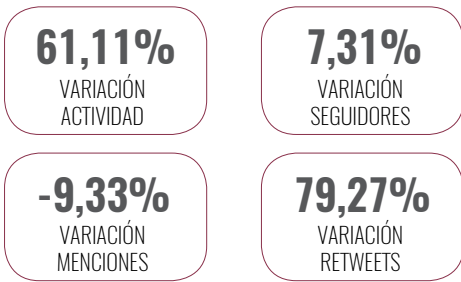 61,11%
VARIACIÓN
ACTIVIDAD
7,31%
VARIACIÓN
SEGUIDORES
-9,33%
VARIACIÓN
MENCIONES
79,27%
VARIACIÓN
RETWEETS